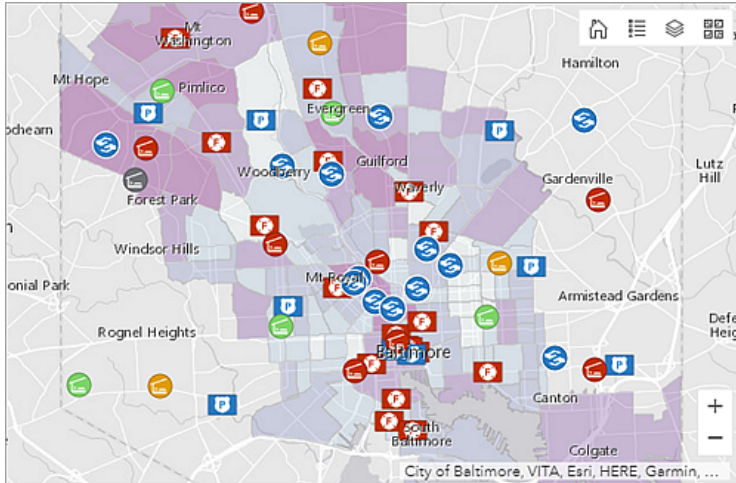 Mt
Washington
Hamilton
Mt Hope
Pimlico
Evergreen
Lutz
Hill
Guilford
Woodberry
Waverly
Gardenville
Forest Park
Windsor Hills
Mt Royal
onial Park
Armistead Gardens
Rognel Heights
Defe
Heig
Baltimore
Canton
South
Baltimore
Colgate
City of Baltimore, VITA, Esri, HERE, Garmin, ...
F
F
F
F
F
F
F
F
F
F
F
F
F
P
P
P
P
P
P
P
+
−